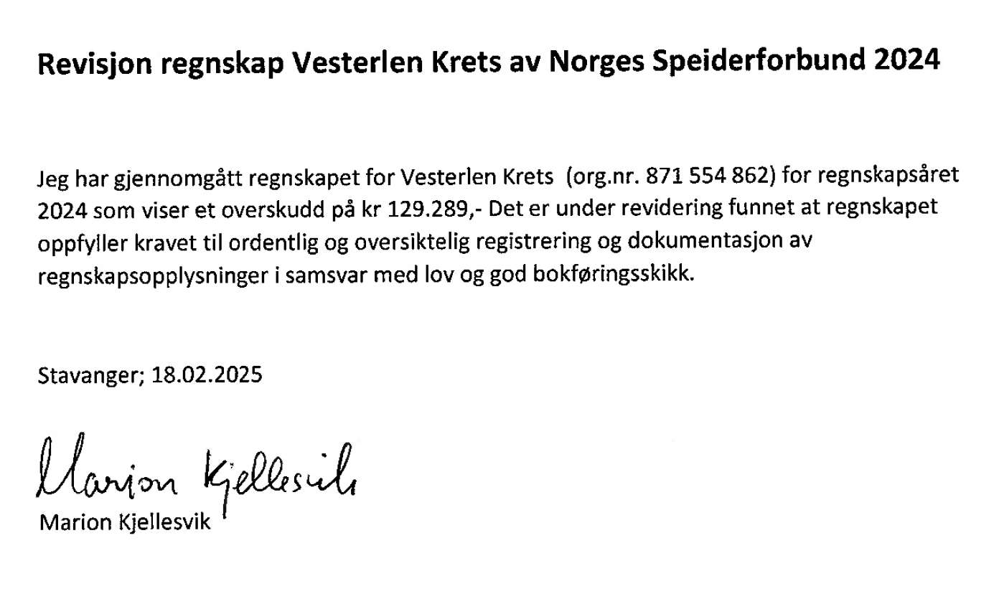 Revisjon regnskap Vesterlen Krets av Norges Speiderforbund 2024
Jeg har gjennomgått regnskapet for Vesterlen Krets  (org.nr. 871 554 862) for regnskapsåret
2024 som viser et overskudd på kr 129.289,- Det er under revidering funnet at regnskapet
oppfyller kravet til ordentlig og oversiktelig registrering og dokumentasjon av
regnskapsopplysninger i samsvar med lov og god bokføringsskikk.
Stavanger; 18.02.2025
Marion Kjellesvik
Marion Kjellesvik